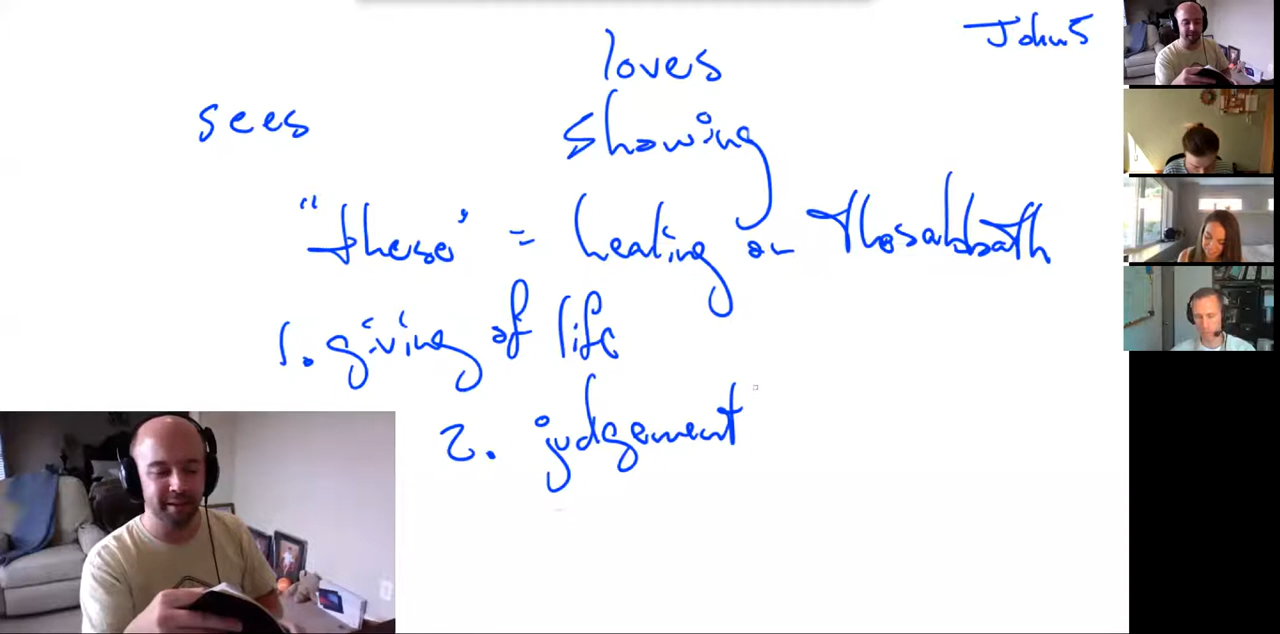 John 5
loves
sees
showing
"these" = healing on the sabbath
1. giving of life
2. judgement